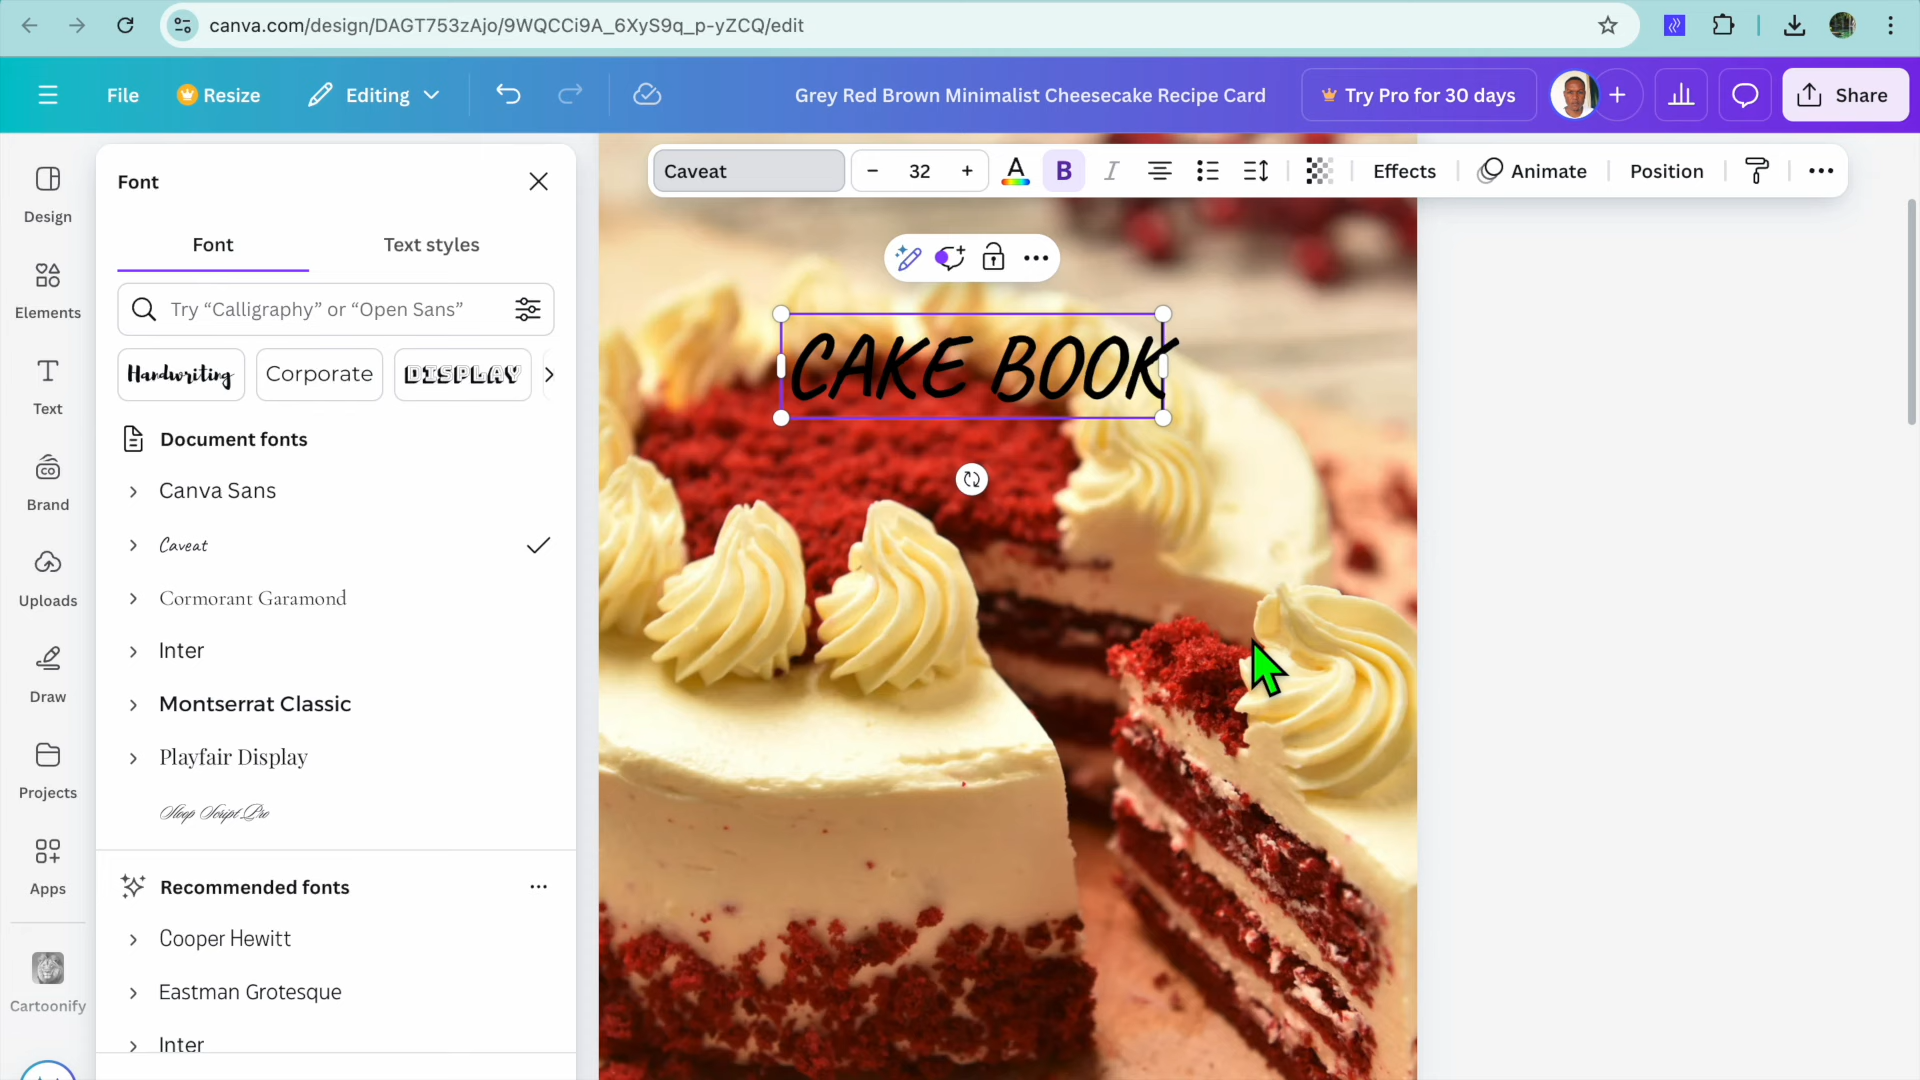 canva.com/design/DAGT753zAjo/9WQCCi9A_6XyS9q_p-yZCQ/edit
File
Resize
Editing
Grey Red Brown Minimalist Cheesecake Recipe Card
Try Pro for 30 days
Share
Design
Elements
Text
Brand
Uploads
Draw
Projects
Apps
Cartoonify
Font
Font
Text styles
Try “Calligraphy” or “Open Sans”
Handwriting
Corporate
DISPLAY
Document fonts
Canva Sans
Caveat
Cormorant Garamond
Inter
Montserrat Classic
Playfair Display
Sloop Script Pro
Recommended fonts
Cooper Hewitt
Eastman Grotesque
Inter
Caveat
- 32 +
A
B
I
Effects
Animate
Position
CAKE BOOK